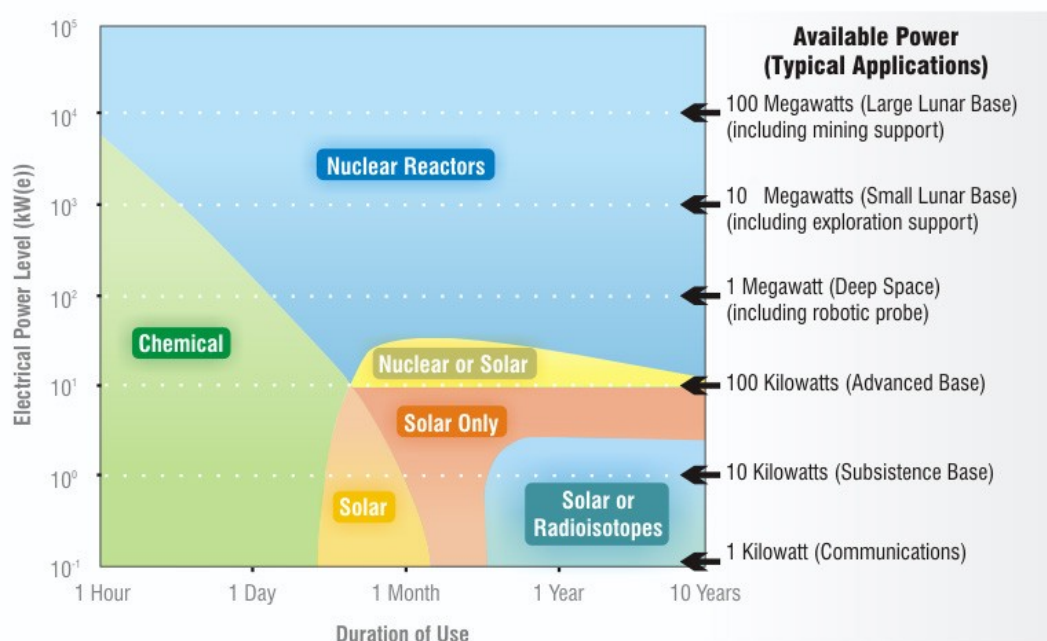 Available Power
(Typical Applications)
10⁵
10⁴
10³
10²
10¹
10⁰
10⁻¹
Electrical Power Level (kW(e))
Nuclear Reactors
Chemical
Nuclear or Solar
Solar Only
Solar
Solar or
Radioisotopes
100 Megawatts (Large Lunar Base)
(including mining support)
10 Megawatts (Small Lunar Base)
(including exploration support)
1 Megawatt (Deep Space)
(including robotic probe)
100 Kilowatts (Advanced Base)
10 Kilowatts (Subsistence Base)
1 Kilowatt (Communications)
1 Hour
1 Day
1 Month
1 Year
10 Years
Duration of Use